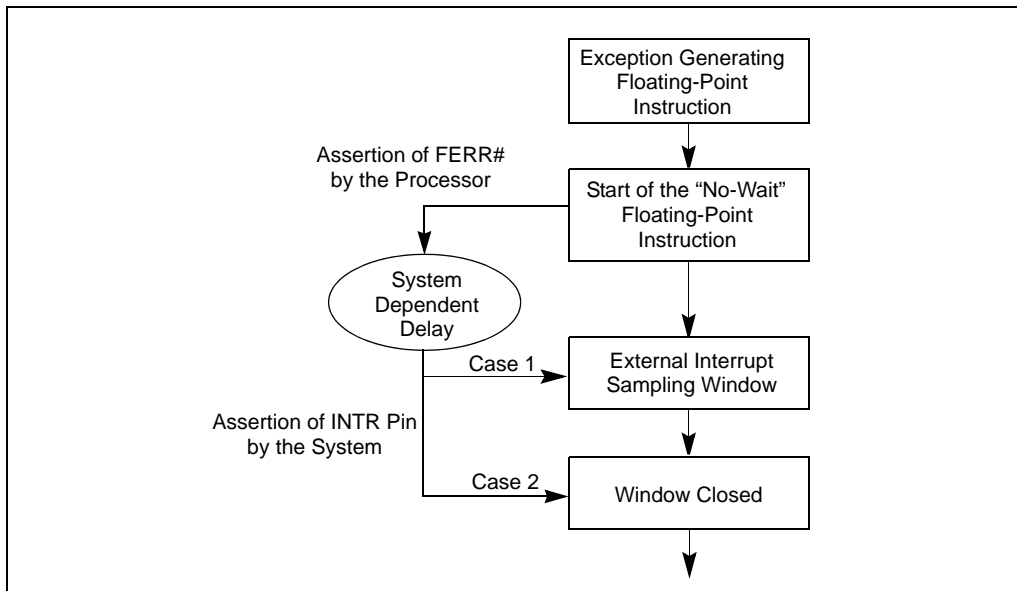 Exception Generating
Floating-Point
Instruction
Assertion of FERR#
by the Processor
Start of the “No-Wait”
Floating-Point
Instruction
System
Dependent
Delay
Case 1
External Interrupt
Sampling Window
Assertion of INTR Pin
by the System
Case 2
Window Closed